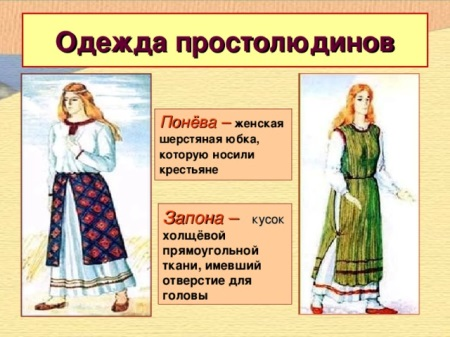 Одежда простолюдинов
Понёва – женская
шерстяная юбка,
которую носили
крестьяне
Запона – кусок
холщёвой
прямоугольной
ткани, имевший
отверстие для
головы